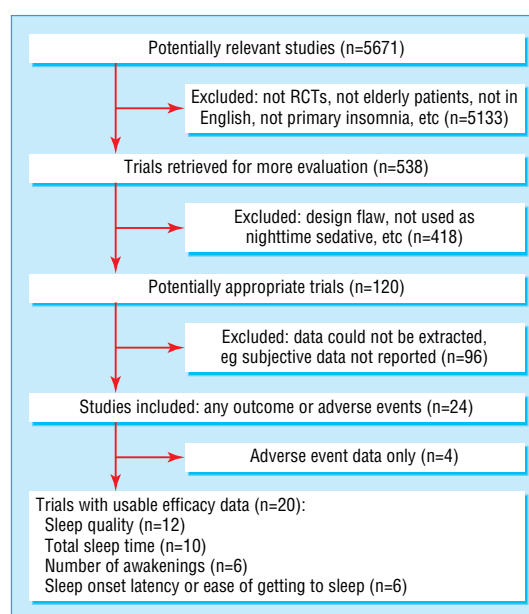 Potentially relevant studies (n=5671)
Excluded: not RCTs, not elderly patients, not in
English, not primary insomnia, etc (n=5133)
Trials retrieved for more evaluation (n=538)
Excluded: design flaw, not used as
nighttime sedative, etc (n=418)
Potentially appropriate trials (n=120)
Excluded: data could not be extracted,
eg subjective data not reported (n=96)
Studies included: any outcome or adverse events (n=24)
Adverse event data only (n=4)
Trials with usable efficacy data (n=20):
Sleep quality (n=12)
Total sleep time (n=10)
Number of awakenings (n=6)
Sleep onset latency or ease of getting to sleep (n=6)